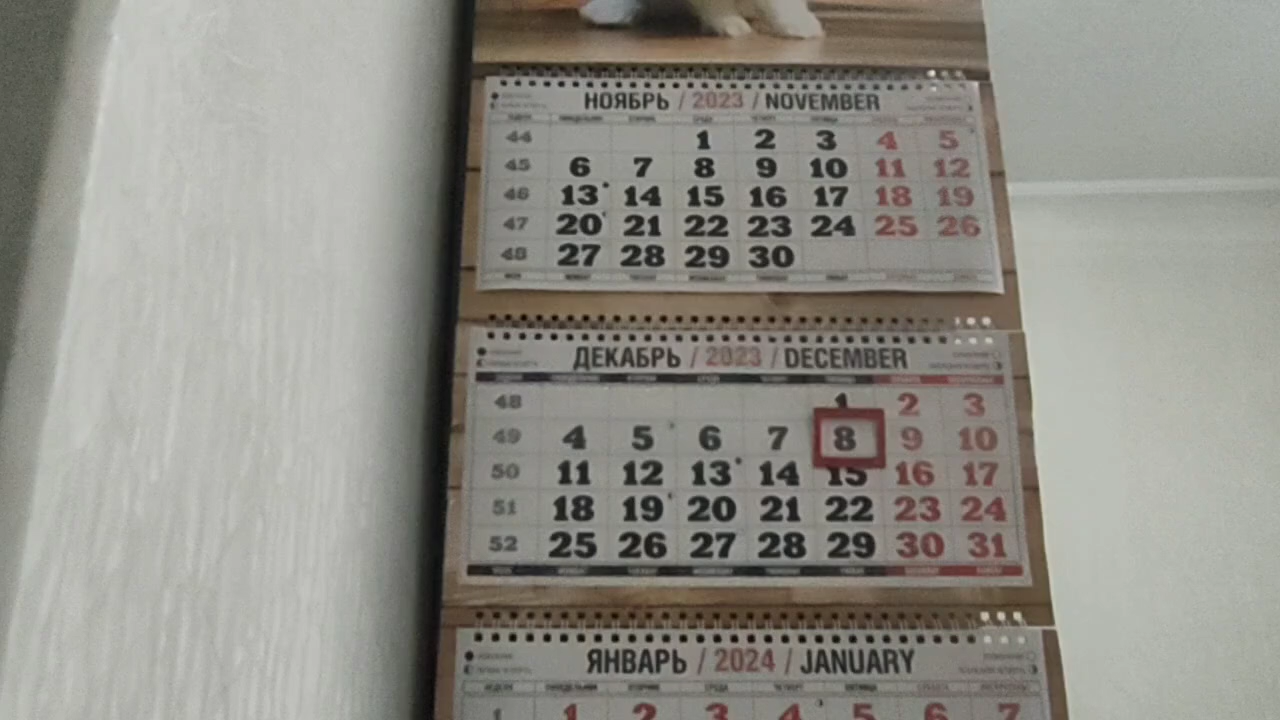 НОЯБРЬ / 2023 / NOVEMBER
44 1 2 3 4 5
45 6 7 8 9 10 11 12
46 13 14 15 16 17 18 19
47 20 21 22 23 24 25 26
48 27 28 29 30
ДЕКАБРЬ / 2023 / DECEMBER
48 1 2 3
49 4 5 6 7 8 9 10
50 11 12 13 14 15 16 17
51 18 19 20 21 22 23 24
52 25 26 27 28 29 30 31
ЯНВАРЬ / 2024 / JANUARY
1 1 2 3 4 5 6 7